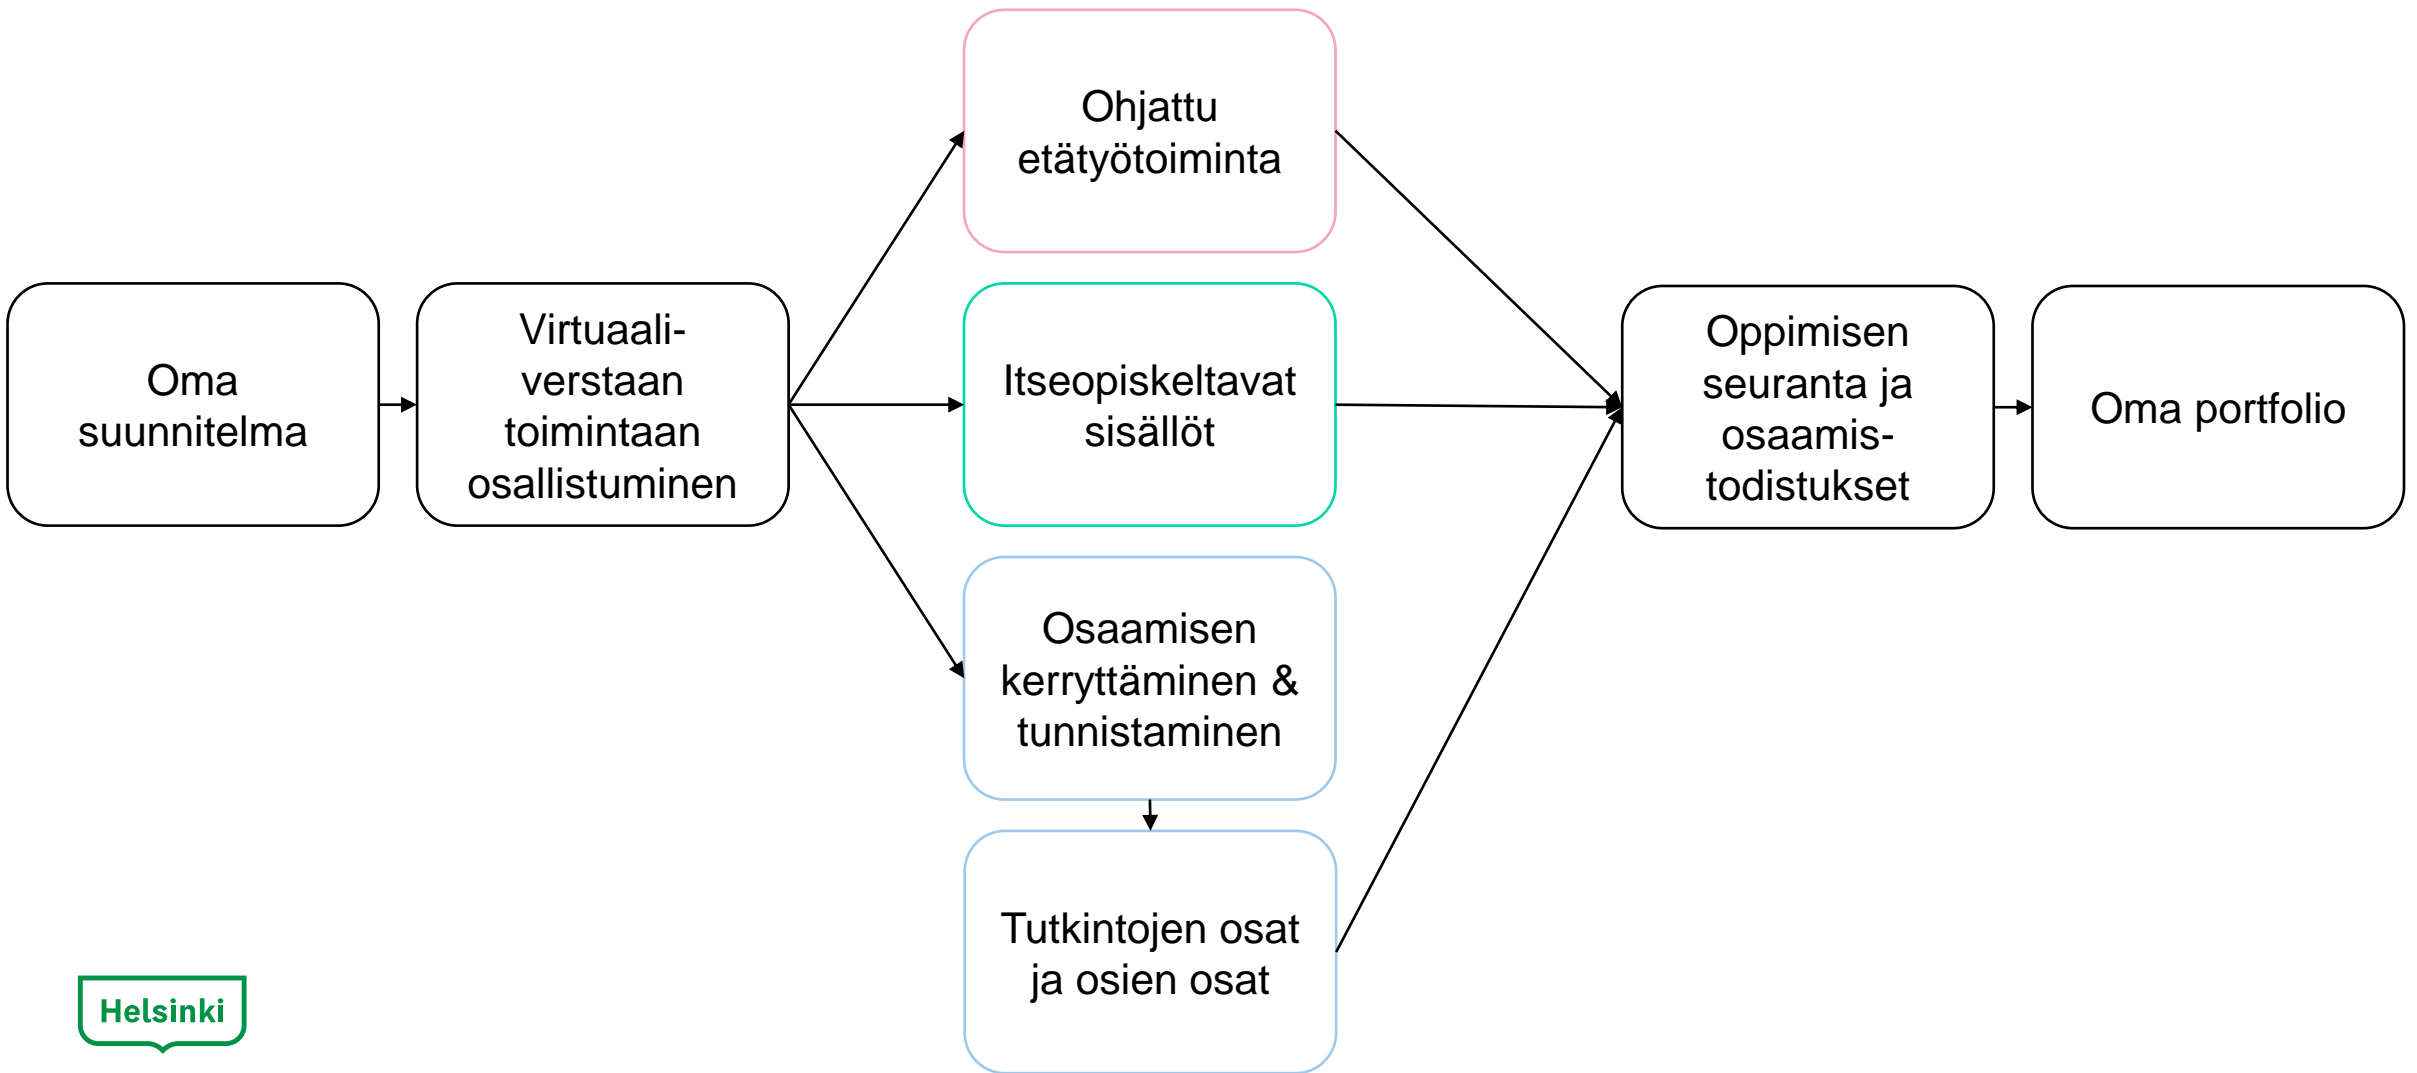 Oma
suunnitelma
Virtuaali-
verstaan
toimintaan
osallistuminen
Ohjattu
etätyötoiminta
Itseopiskeltavat
sisällöt
Osaamisen
kerryttäminen &
tunnistaminen
Tutkintojen osat
ja osien osat
Oppimisen
seuranta ja
osaamis-
todistukset
Oma portfolio
Helsinki